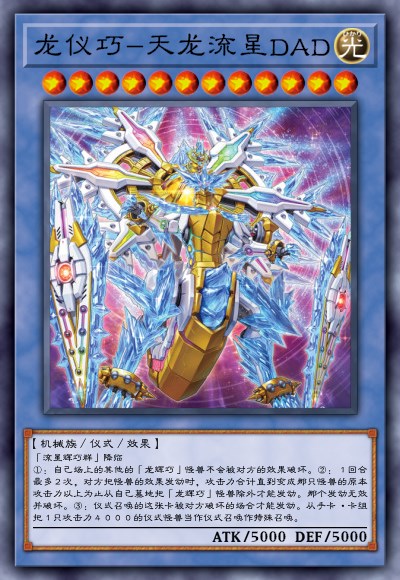 龙仪巧-天龙流星DAD
光
【机械族/仪式/效果】
「流星辉巧群」降临
①：自己场上的其他的「龙辉巧」怪兽不会被对方的效果破坏。②：1回合
最多2次，对方把怪兽的效果发动时，攻击力合计直到变成那只怪兽的原本
攻击力以上为止从自己墓地把「龙辉巧」怪兽除外才能发动。那个发动无效
并破坏。③：仪式召唤的这张卡被对方破坏的场合才能发动。从手卡·卡组
把1只攻击力4000的仪式怪兽当作仪式召唤作特殊召唤。
ATK/5000 DEF/5000